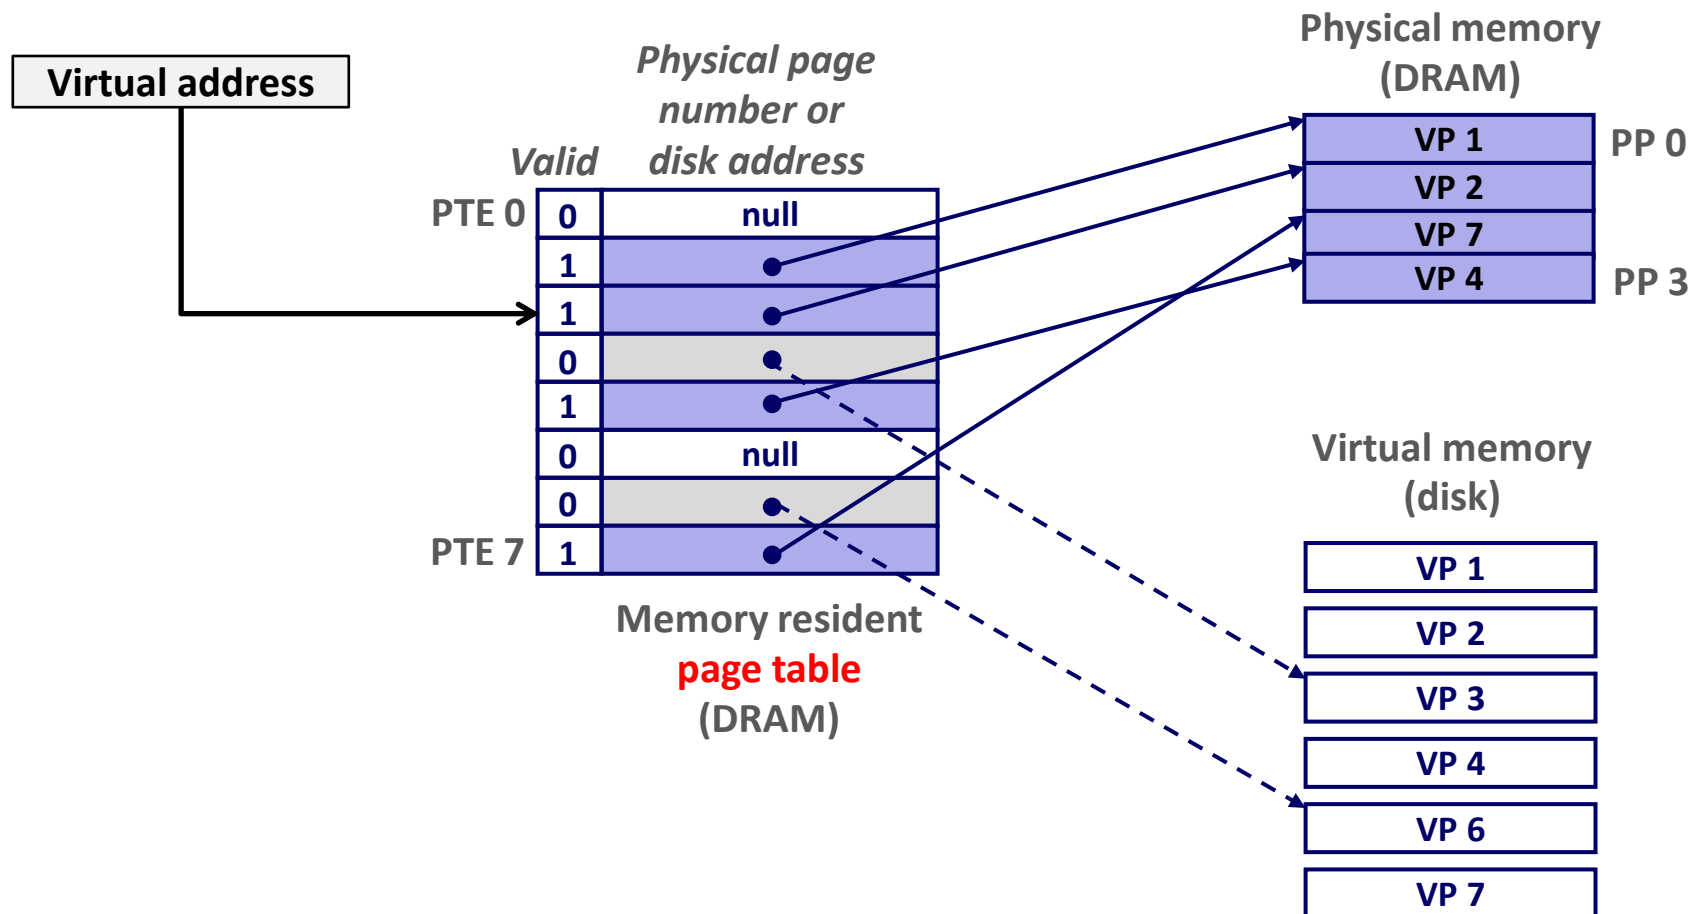 Virtual address
Physical page
number or
disk address
Valid
PTE 0
0
null
1
1
0
1
0
null
0
PTE 7
1
Memory resident
page table
(DRAM)
Physical memory
(DRAM)
VP 1
PP 0
VP 2
VP 7
VP 4
PP 3
Virtual memory
(disk)
VP 1
VP 2
VP 3
VP 4
VP 6
VP 7